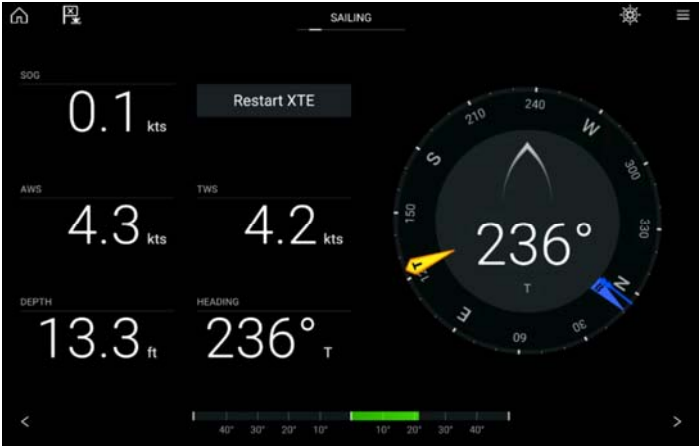 SAILING
SOG
0.1 kts
Restart XTE
AWS
4.3 kts
TWS
4.2 kts
DEPTH
13.3 ft
HEADING
236° T
210
240
W
300
330
N
30
60
E
150
S
236°
T
T
40° 30° 20° 10° 10° 20° 30° 40°